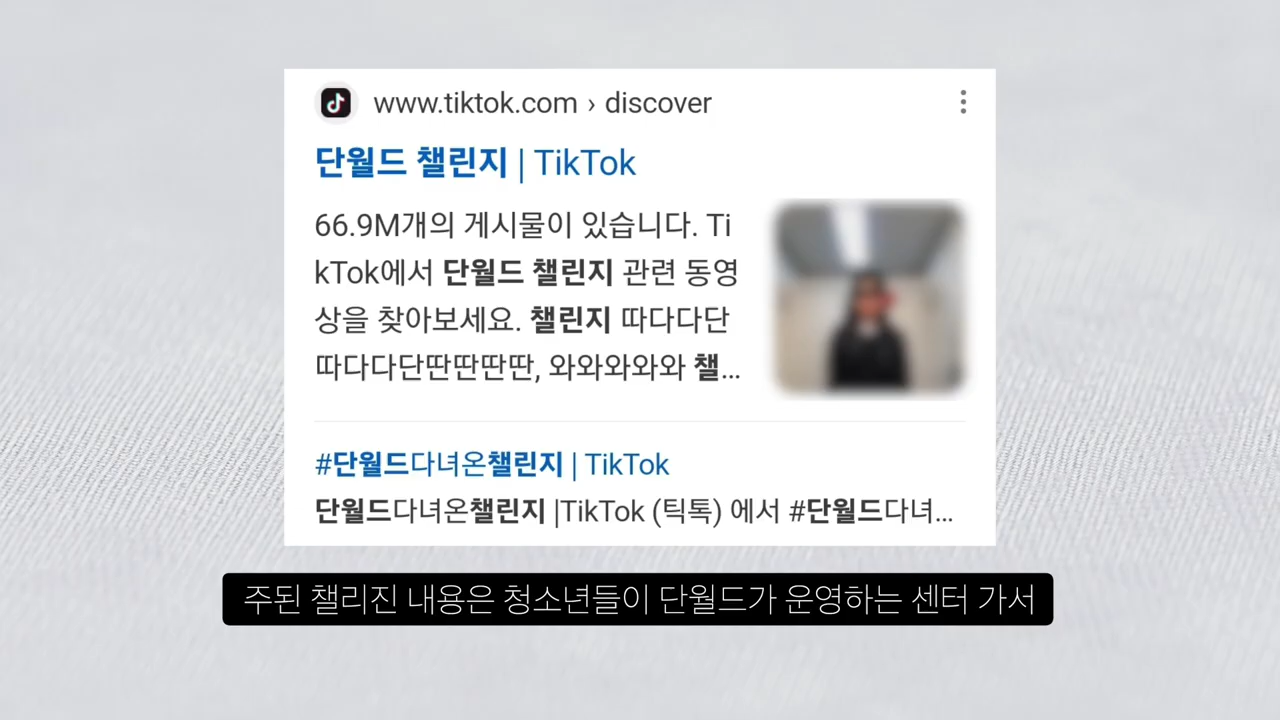 www.tiktok.com › discover
단월드 챌린지 | TikTok
66.9M개의 게시물이 있습니다. Ti
kTok에서 단월드 챌린지 관련 동영
상을 찾아보세요. 챌린지 따다다단
따다다단딴딴딴딴, 와와와와와 챌...
#단월드다녀온챌린지 | TikTok
단월드다녀온챌린지 |TikTok (틱톡) 에서 #단월드다녀...
주된 챌리진 내용은 청소년들이 단월드가 운영하는 센터 가서